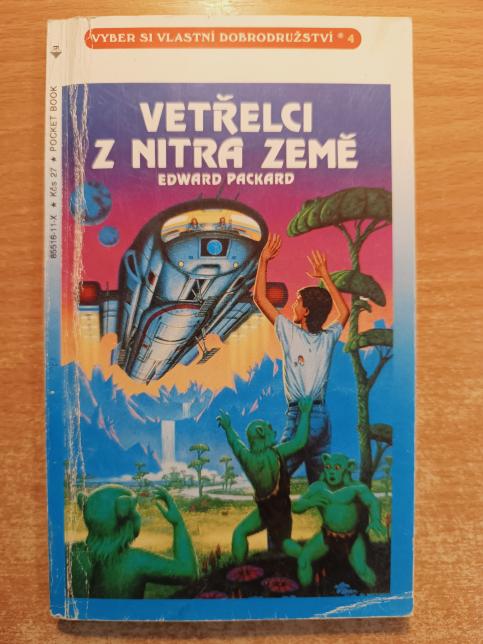 VYBER SI VLASTNÍ DOBRODRUŽSTVÍ ® 4
VETŘELCI
Z NITRA ZEMĚ
EDWARD PACKARD
85516-11-X ★ Kčs 27 ★ POCKET BOOK